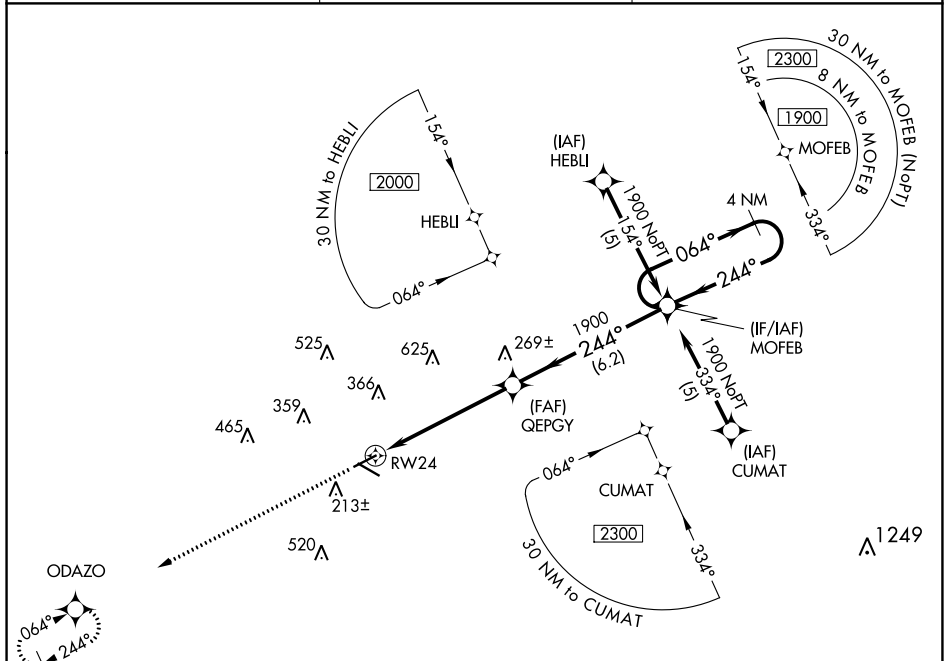 30 NM to MOFEB (NoPT)
2300
8 NM to MOFEB
154°
1900
MOFEB
334°
30 NM to HEBLI
154°
2000
HEBLI
064°
(IAF)
HEBLI
1900 NoPT
154°
(5)
4 NM
064°
244°
(IF/IAF)
MOFEB
1900
244°
(6.2)
1900 NoPT
334°
(5)
(IAF)
CUMAT
525
625
269±
366
359
465
(FAF)
QEPGY
RW24
213±
520
064°
CUMAT
2300
334°
30 NM to CUMAT
1249
ODAZO
064°
244°